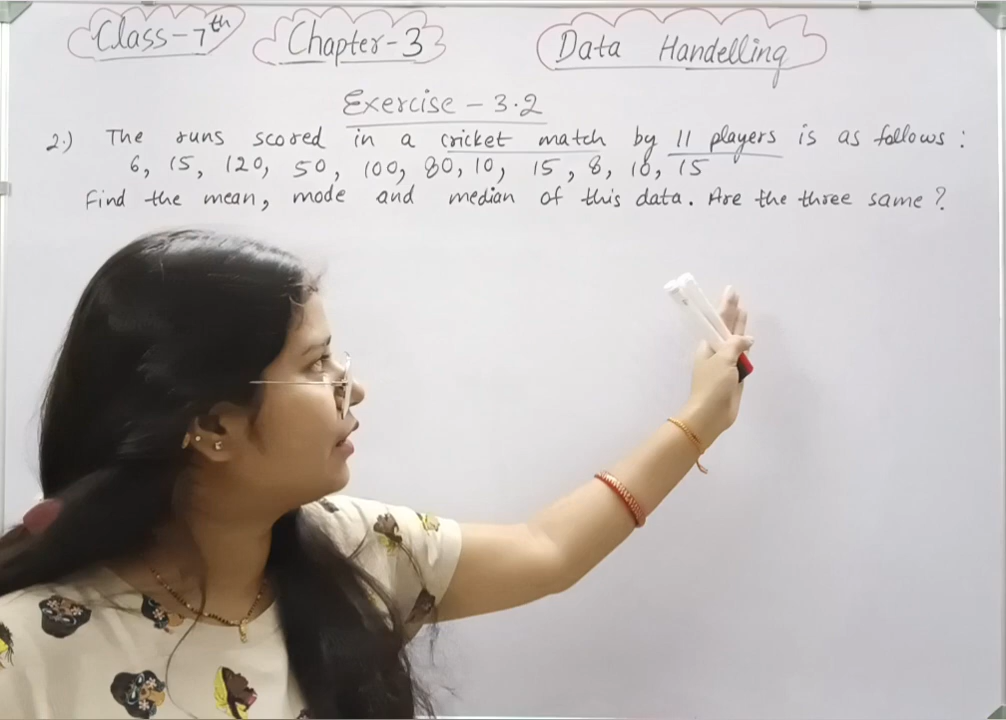 Class-7th Chapter-3 Data Handelling
Exercise - 3.2
2.) The runs scored in a cricket match by 11 players is as follows :
6, 15, 120, 50, 100, 80, 10, 15, 8, 10, 15
Find the mean, mode and median of this data. Are the three same ?